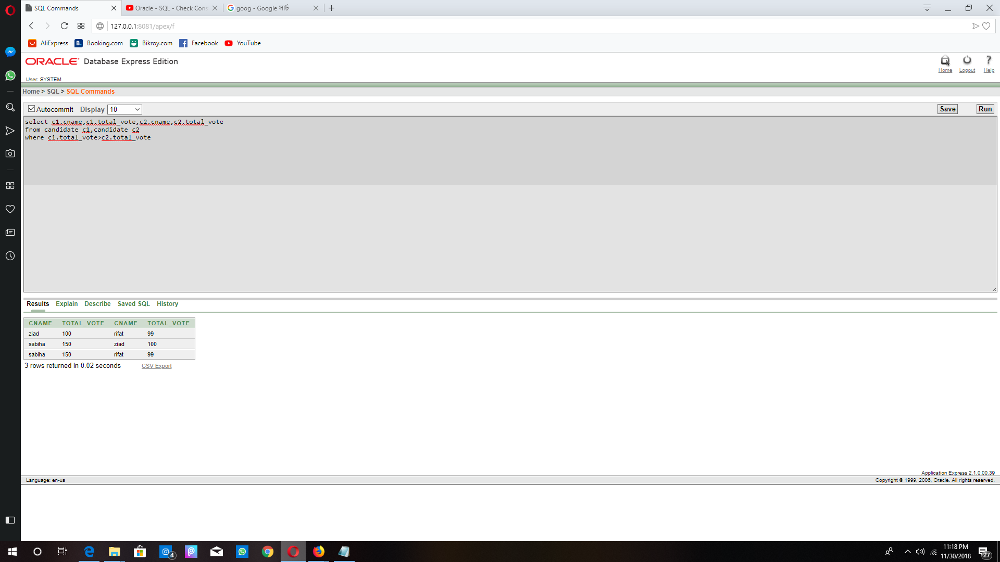 SQL Commands
Oracle - SQL - Check Cons
goog - Google সার্চ
127.0.0.1:8081/apex/f
AliExpress
B. Booking.com
Bikroy.com
Facebook
YouTube
ORACLE Database Express Edition
Home
Logout
? Help
User: SYSTEM
Home > SQL > SQL Commands
Autocommit Display 10
Save
Run
select c1.cname,c1.total_vote,c2.cname,c2.total_vote
from candidate c1,candidate c2
where c1.total_vote>c2.total_vote
Results Explain Describe Saved SQL History
CNAME TOTAL_VOTE CNAME TOTAL_VOTE
ziad 100 rifat 99
sabiha 150 ziad 100
sabiha 150 rifat 99
3 rows returned in 0.02 seconds CSV Export
Application Express 2.1.0.00.39
Language: en-us
Copyright © 1999, 2006, Oracle. All rights reserved.
4
11:18 PM
11/30/2018
27